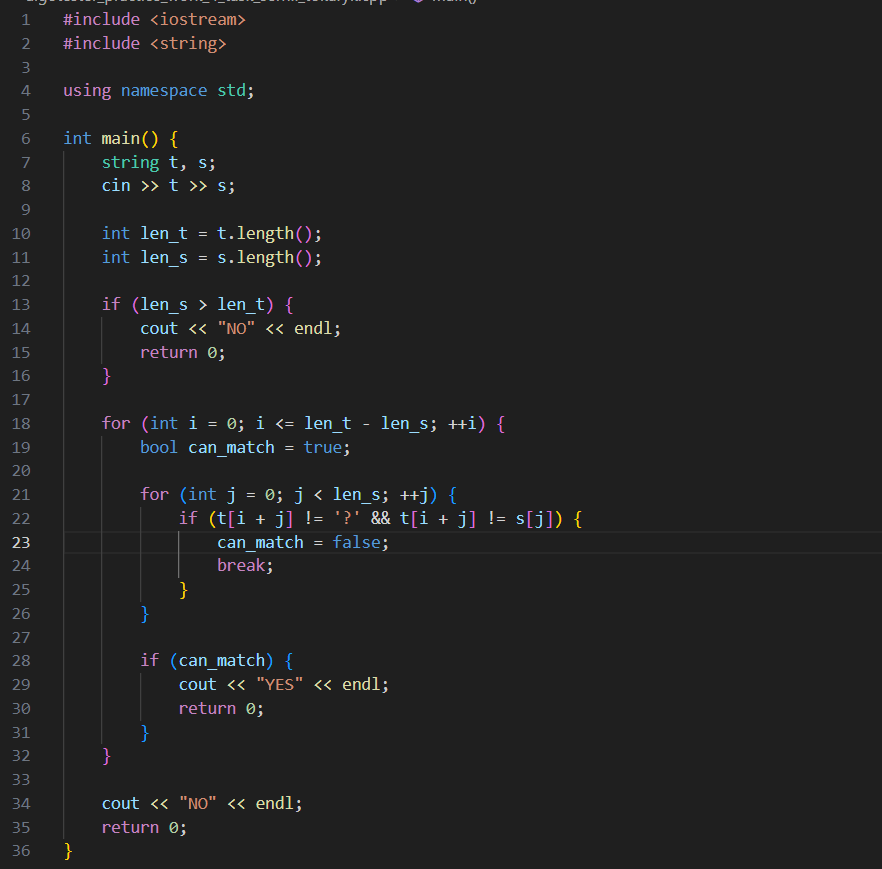 1 #include <iostream>
2 #include <string>
3
4 using namespace std;
5
6 int main() {
7 string t, s;
8 cin >> t >> s;
9
10 int len_t = t.length();
11 int len_s = s.length();
12
13 if (len_s > len_t) {
14 cout << "NO" << endl;
15 return 0;
16 }
17
18 for (int i = 0; i <= len_t - len_s; ++i) {
19 bool can_match = true;
20
21 for (int j = 0; j < len_s; ++j) {
22 if (t[i + j] != '?' && t[i + j] != s[j]) {
23 can_match = false;
24 break;
25 }
26 }
27
28 if (can_match) {
29 cout << "YES" << endl;
30 return 0;
31 }
32 }
33
34 cout << "NO" << endl;
35 return 0;
36 }